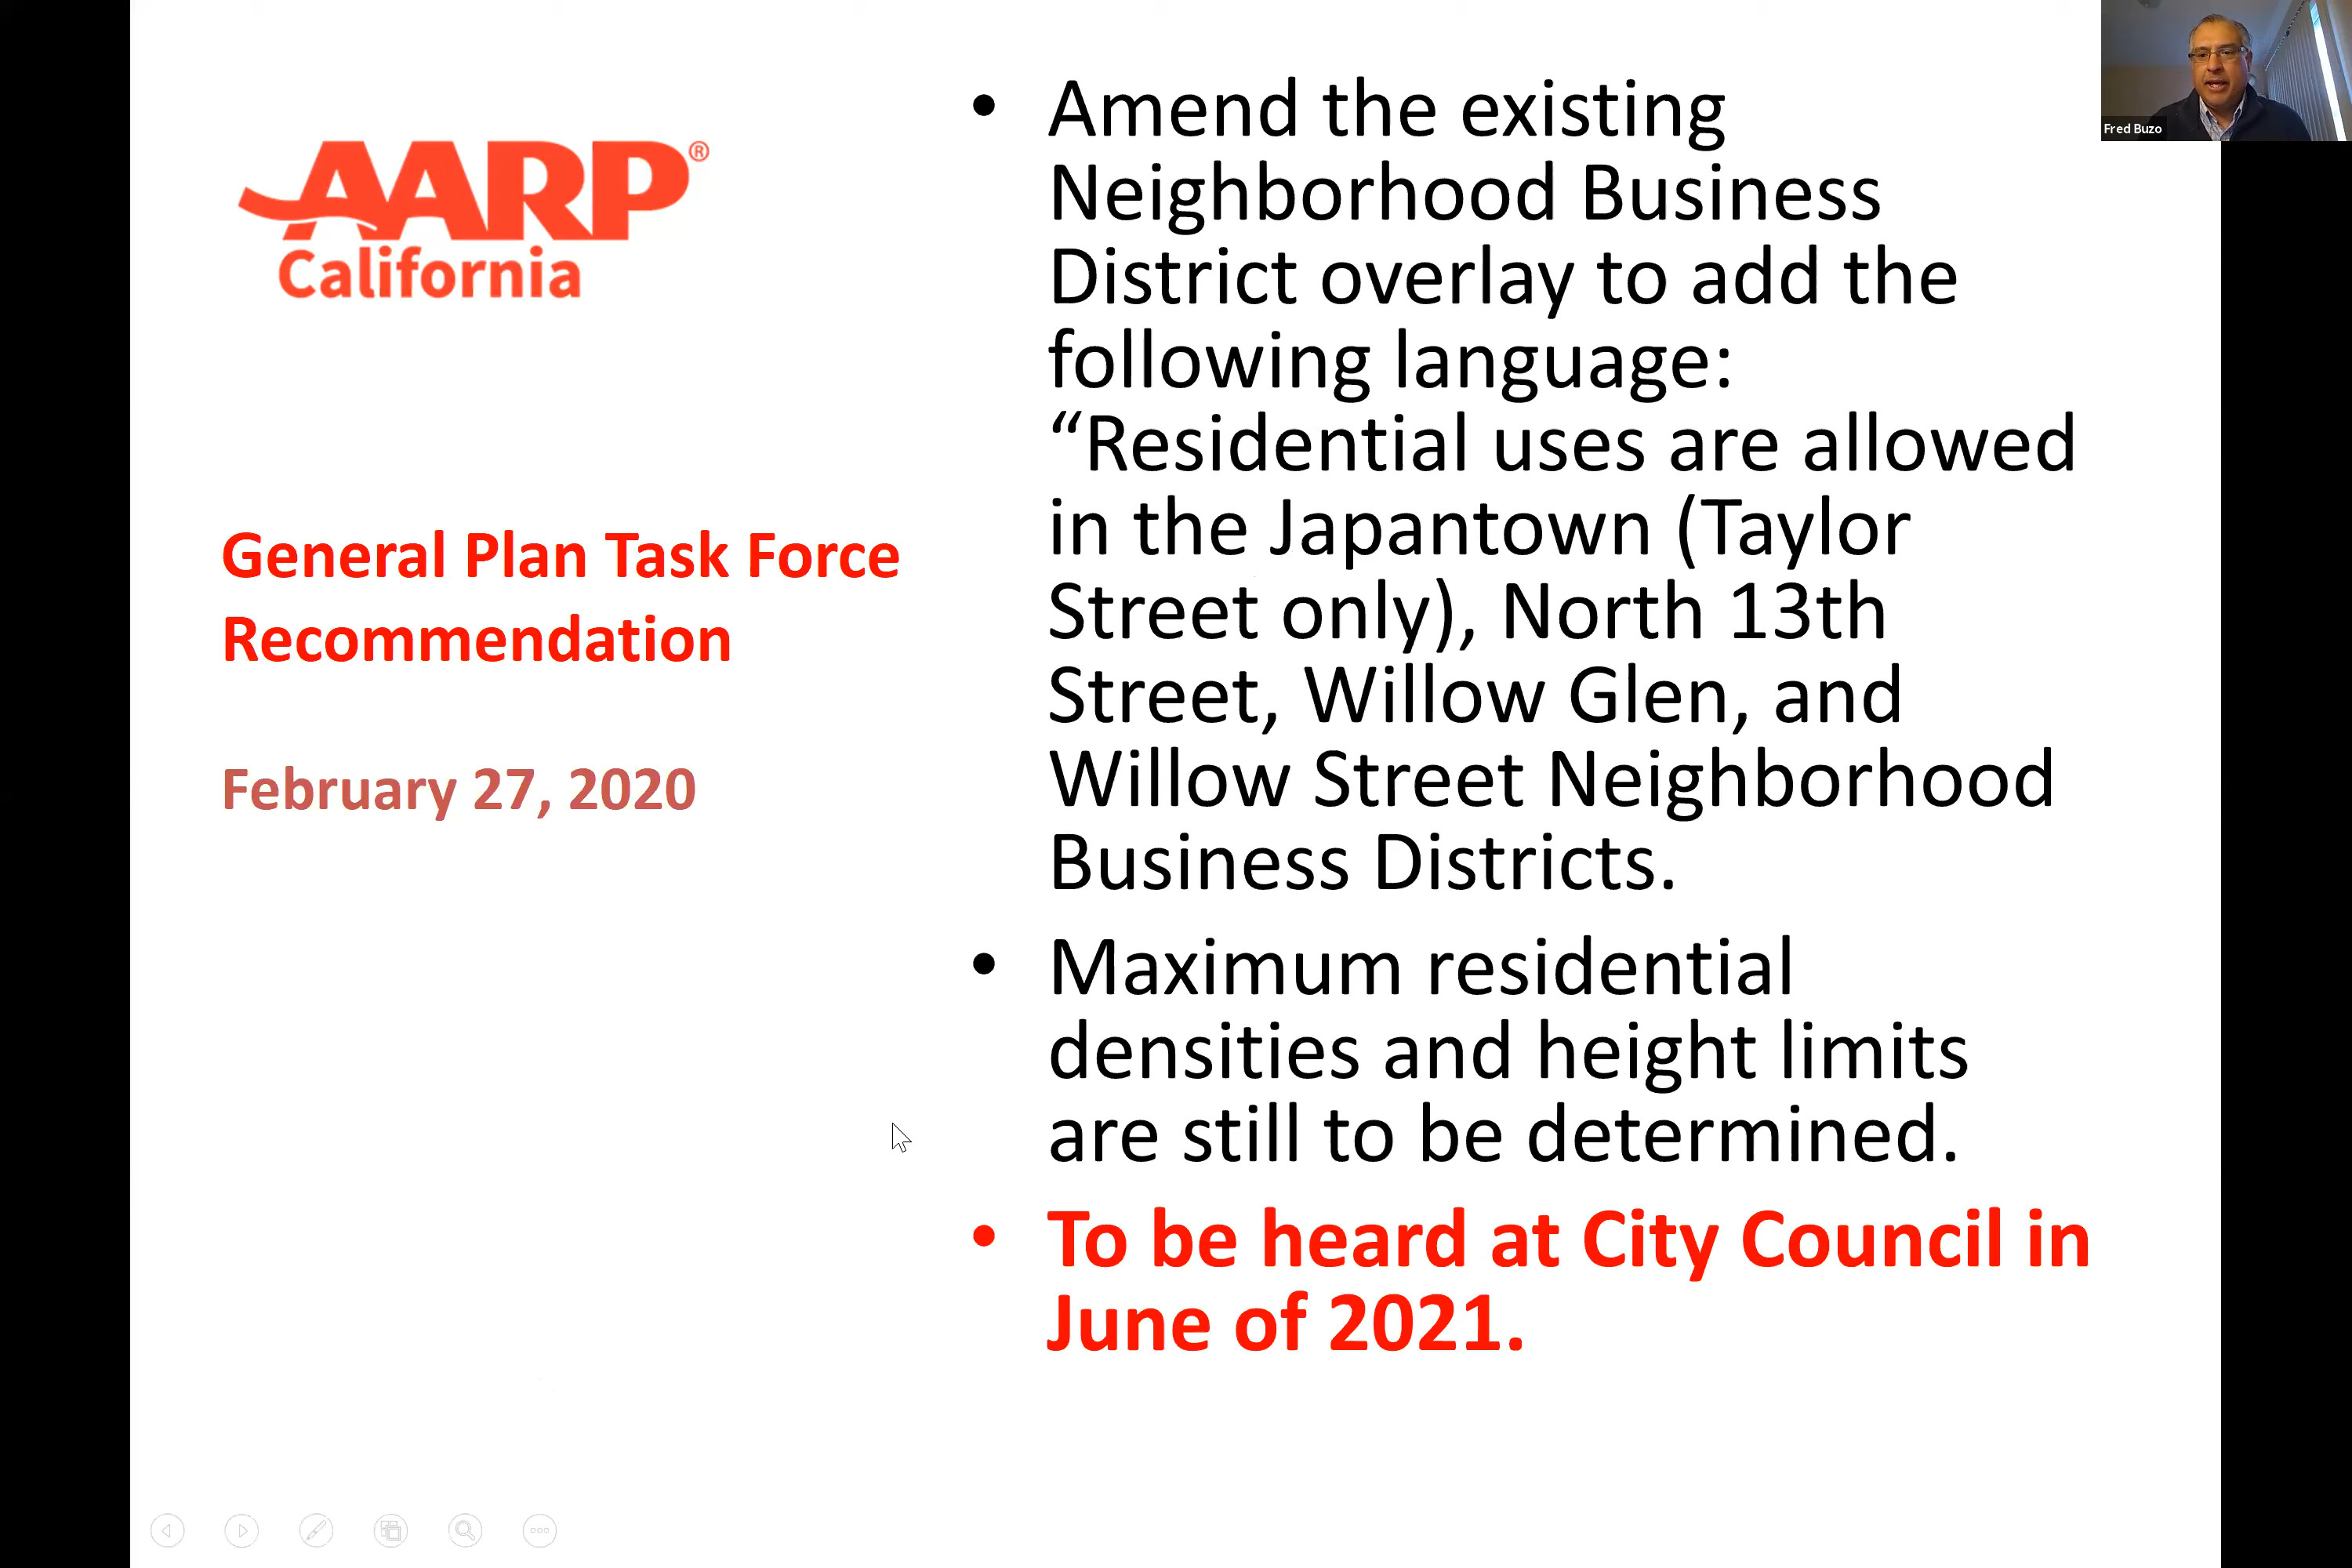 AARP®
California
General Plan Task Force
Recommendation
February 27, 2020
• Amend the existing
Neighborhood Business
District overlay to add the
following language:
“Residential uses are allowed
in the Japantown (Taylor
Street only), North 13th
Street, Willow Glen, and
Willow Street Neighborhood
Business Districts.
• Maximum residential
densities and height limits
are still to be determined.
• To be heard at City Council in
June of 2021.
Fred Buzo